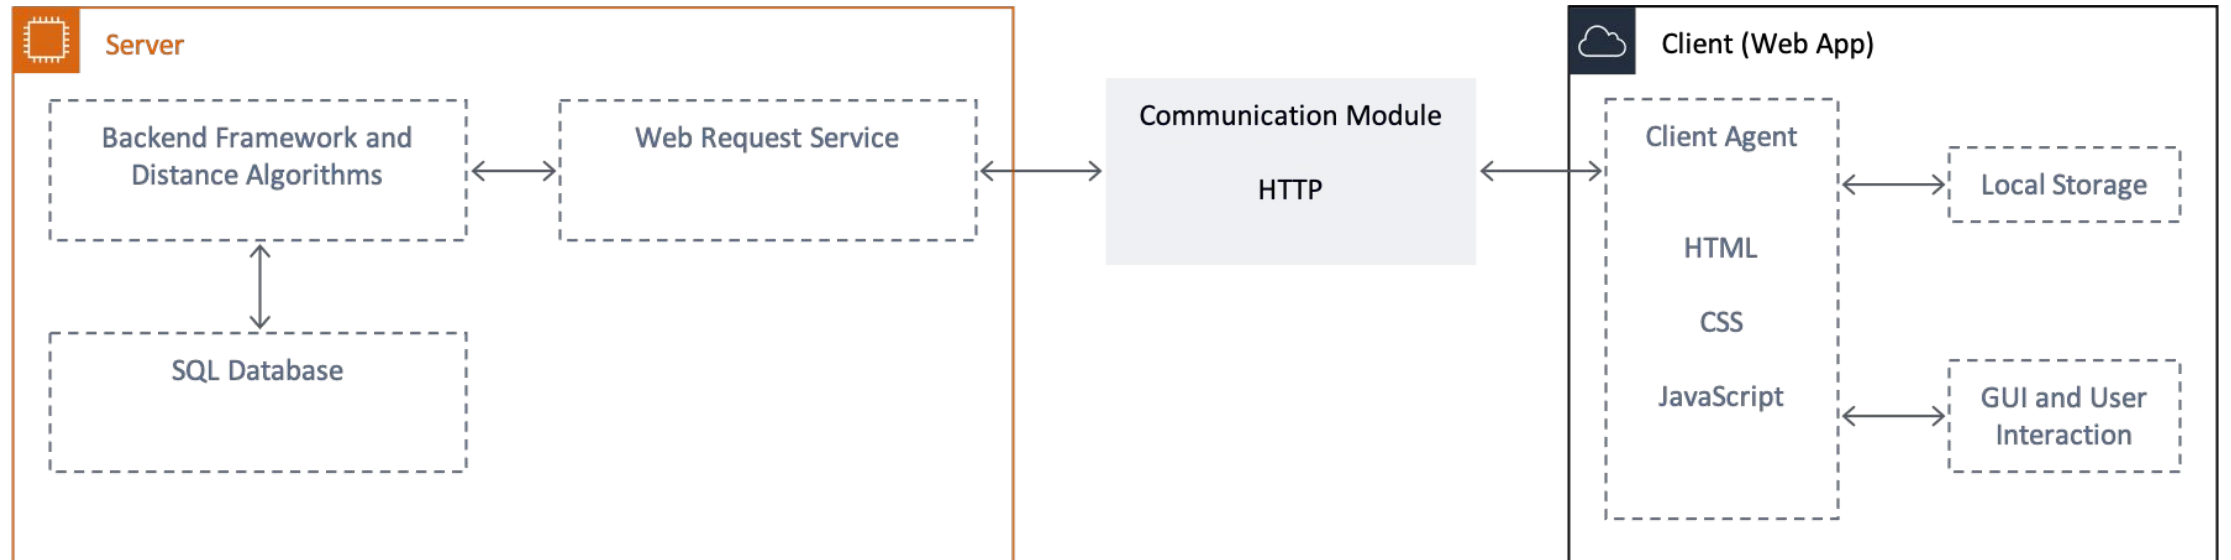 Server
Backend Framework and
Distance Algorithms
Web Request Service
SQL Database
Communication Module
HTTP
Client (Web App)
Client Agent
HTML
CSS
JavaScript
Local Storage
GUI and User
Interaction